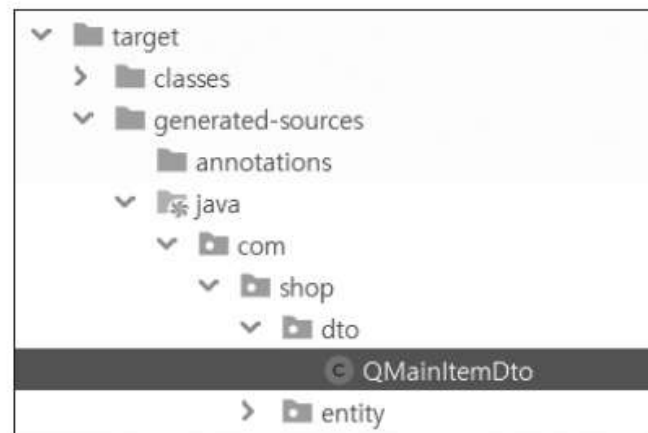 target
classes
generated-sources
annotations
java
com
shop
dto
C QMainItemDto
entity